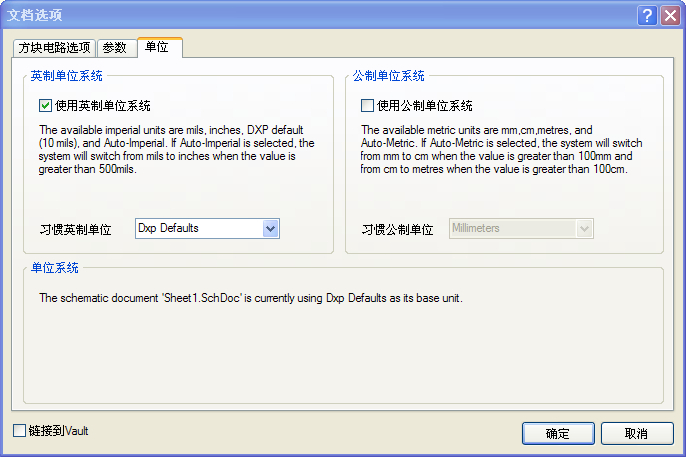 文档选项
方块电路选项 参数 单位
英制单位系统
使用英制单位系统
The available imperial units are mils, inches, DXP default
(10 mils), and Auto-Imperial. If Auto-Imperial is selected, the
system will switch from mils to inches when the value is
greater than 500mils.
习惯英制单位 Dxp Defaults
公制单位系统
使用公制单位系统
The available metric units are mm,cm,metres, and
Auto-Metric. If Auto-Metric is selected, the system will switch
from mm to cm when the value is greater than 100mm and
from cm to metres when the value is greater than 100cm.
习惯公制单位 Millimeters
单位系统
The schematic document 'Sheet1.SchDoc' is currently using Dxp Defaults as its base unit.
链接到Vault
确定 取消